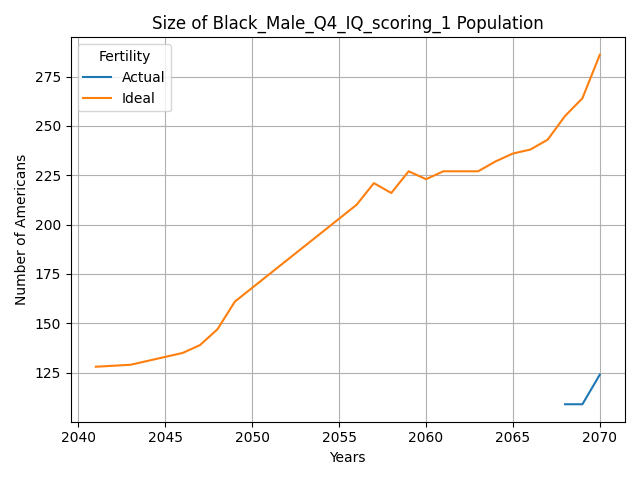 Size of Black_Male_Q4_IQ_scoring_1 Population
Fertility
Actual
Ideal
Number of Americans
275
250
225
200
175
150
125
2040 2045 2050 2055 2060 2065 2070
Years